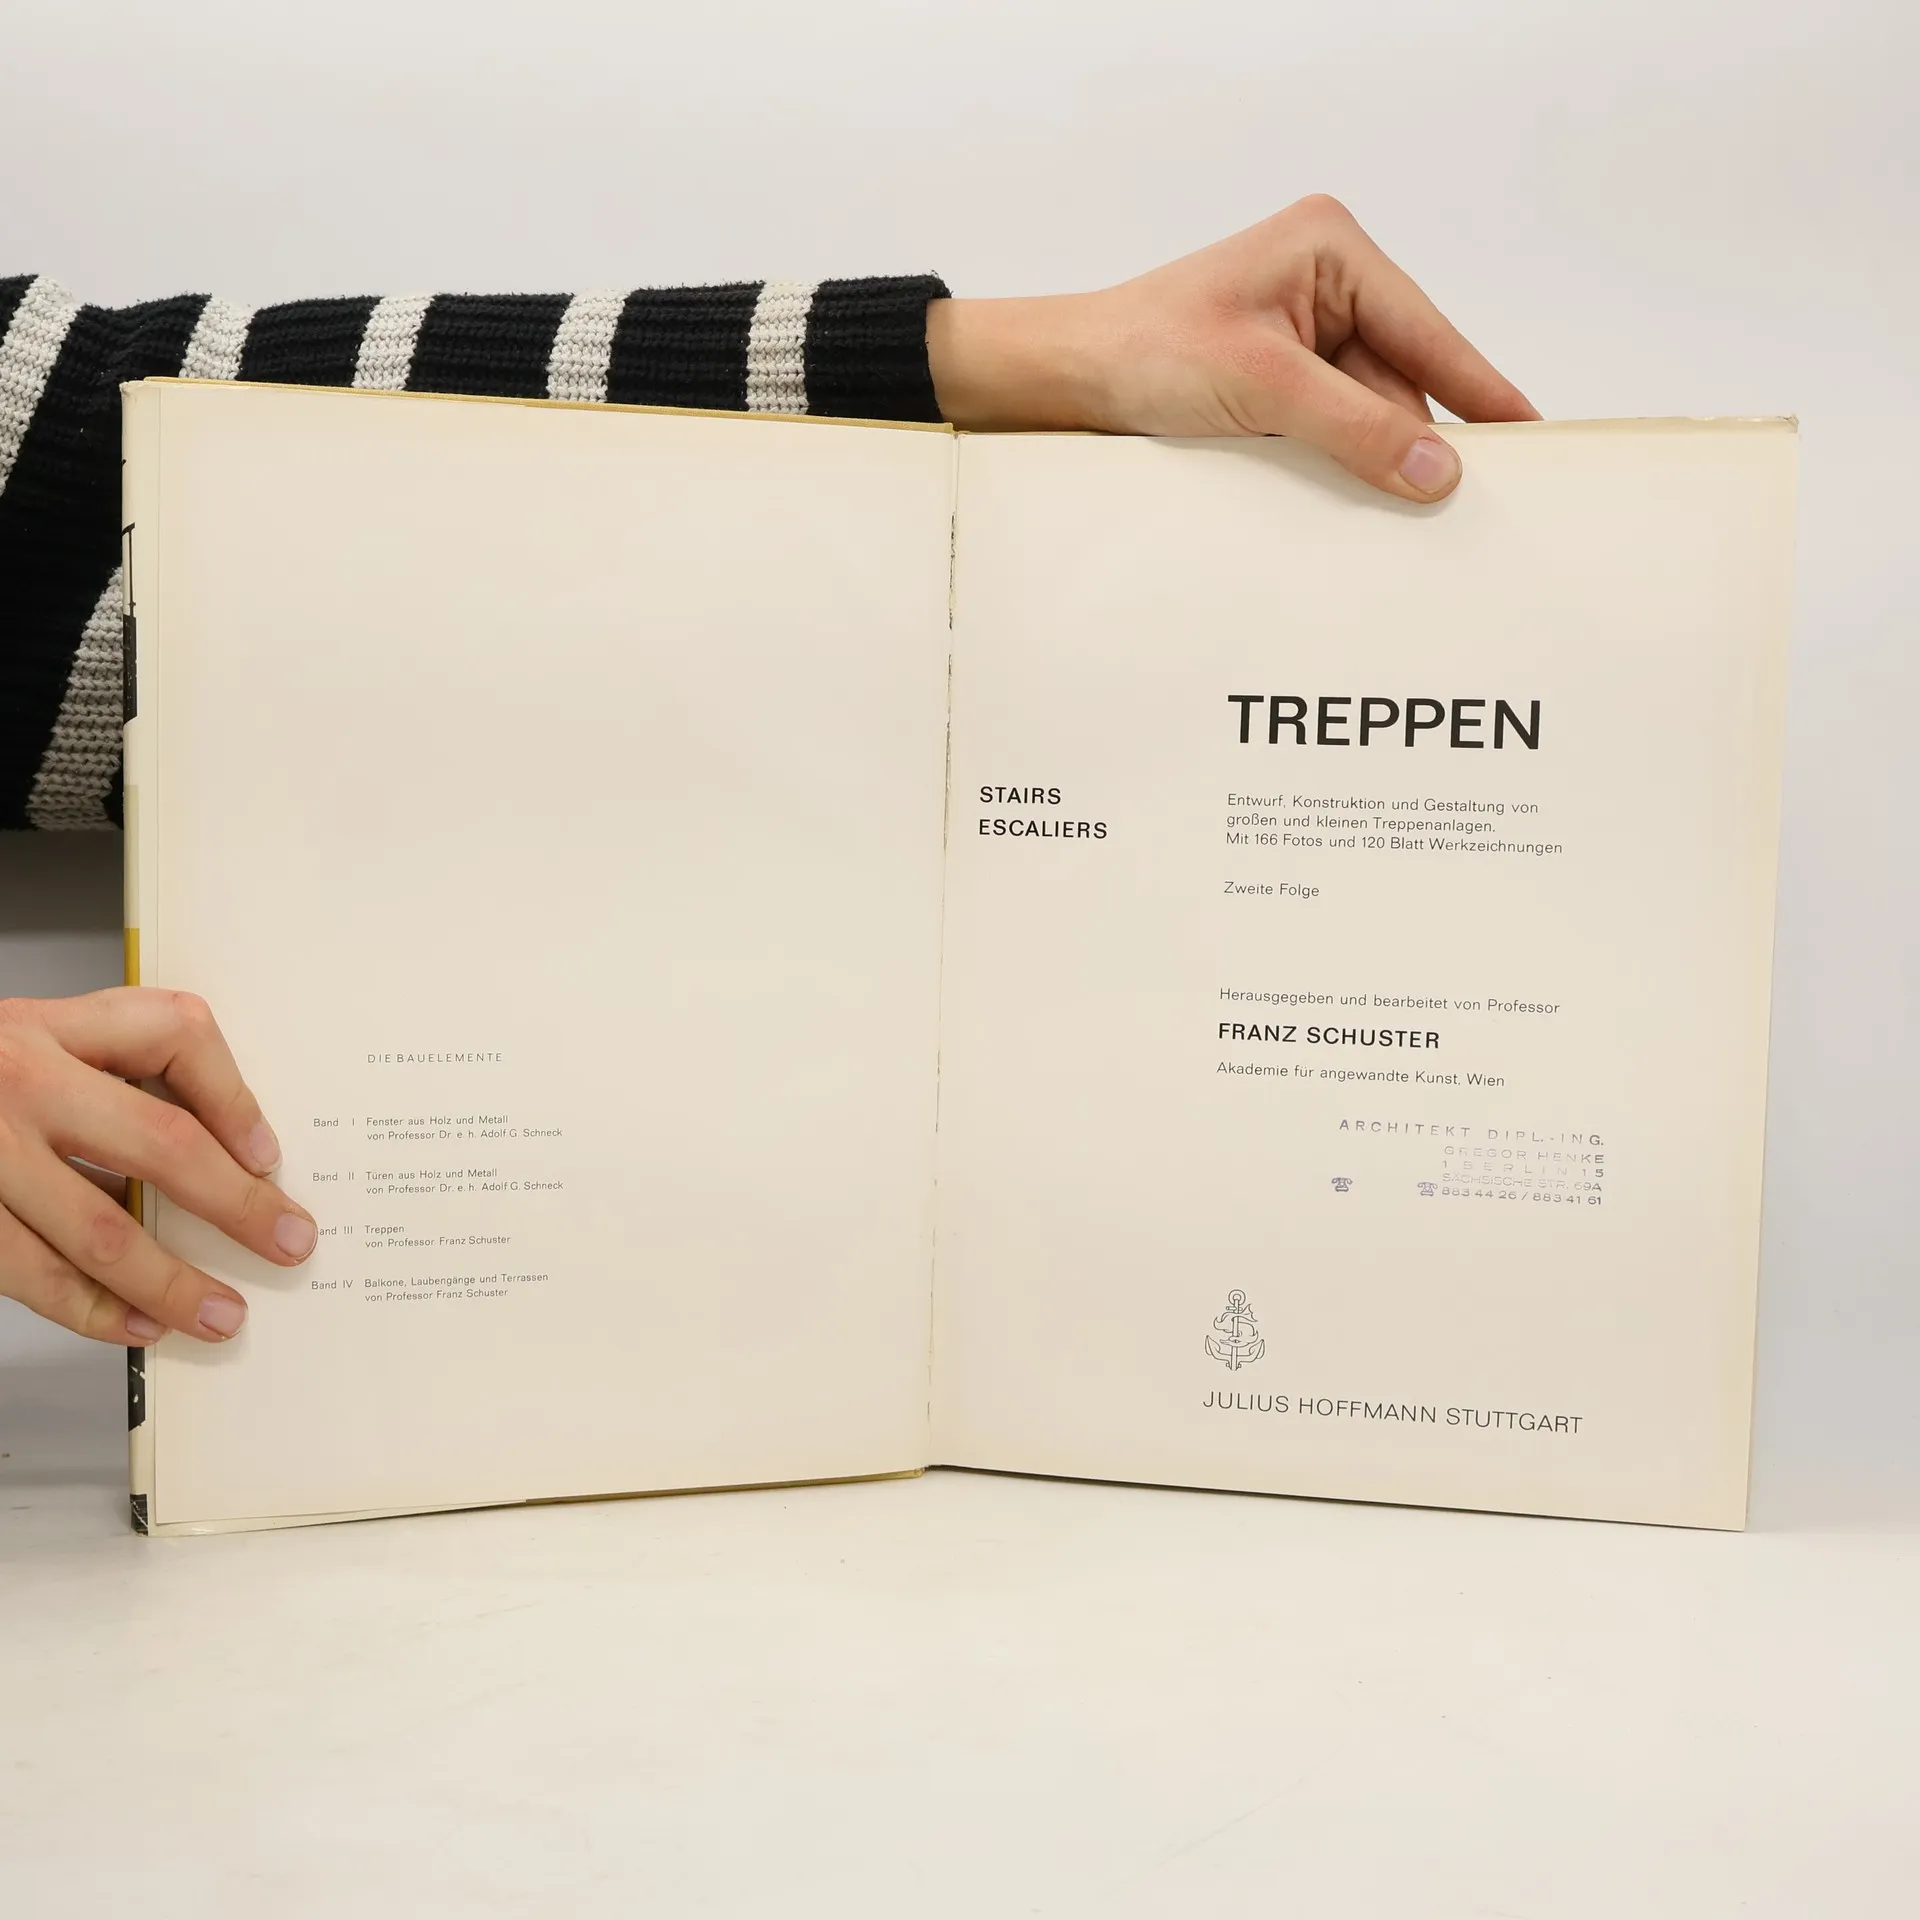 DIE BAUELEMENTE
Band I Fenster aus Holz und Metall
von Professor Dr. e. h. Adolf G. Schneck
Band II Türen aus Holz und Metall
von Professor Dr. e. h. Adolf G. Schneck
and III Treppen
von Professor Franz Schuster
Band IV Balkone, Laubengänge und Terrassen
von Professor Franz Schuster
TREPPEN
STAIRS
ESCALIERS
Entwurf, Konstruktion und Gestaltung von
großen und kleinen Treppenanlagen.
Mit 166 Fotos und 120 Blatt Werkzeichnungen
Zweite Folge
Herausgegeben und bearbeitet von Professor
FRANZ SCHUSTER
Akademie für angewandte Kunst, Wien
ARCHITEKT DIPL.-ING.
GREGOR HENKE
1 BERLIN 15
SÄCHSISCHE STR. 69A
883 44 26 / 883 41 61
JULIUS HOFFMANN STUTTGART